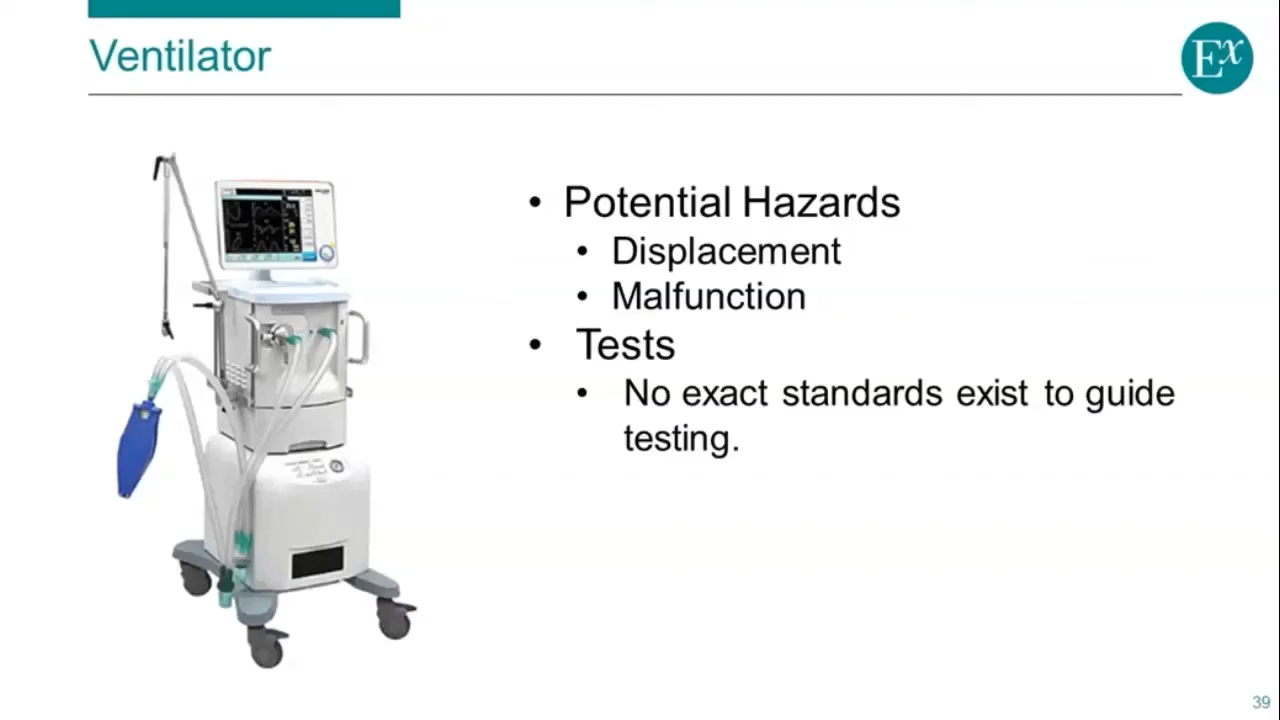 Ventilator
Ex
• Potential Hazards
• Displacement
• Malfunction
• Tests
• No exact standards exist to guide
testing.
39